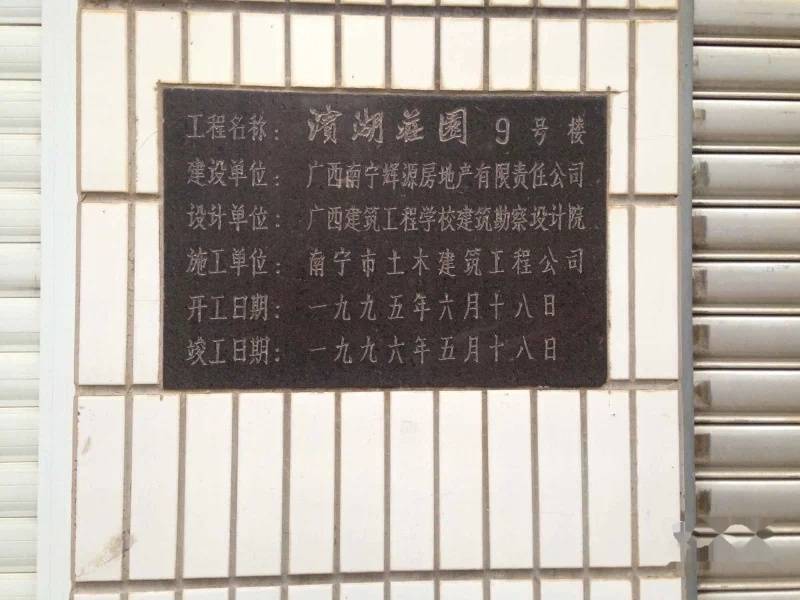 工程名称：濱湖莊園 9号楼
建设单位：广西南宁辉源房地产有限责任公司
设计单位：广西建筑工程学校建筑勘察设计院
施工单位：南宁市土木建筑工程公司
开工日期：一九九五年六月十八日
竣工日期：一九九六年五月十八日